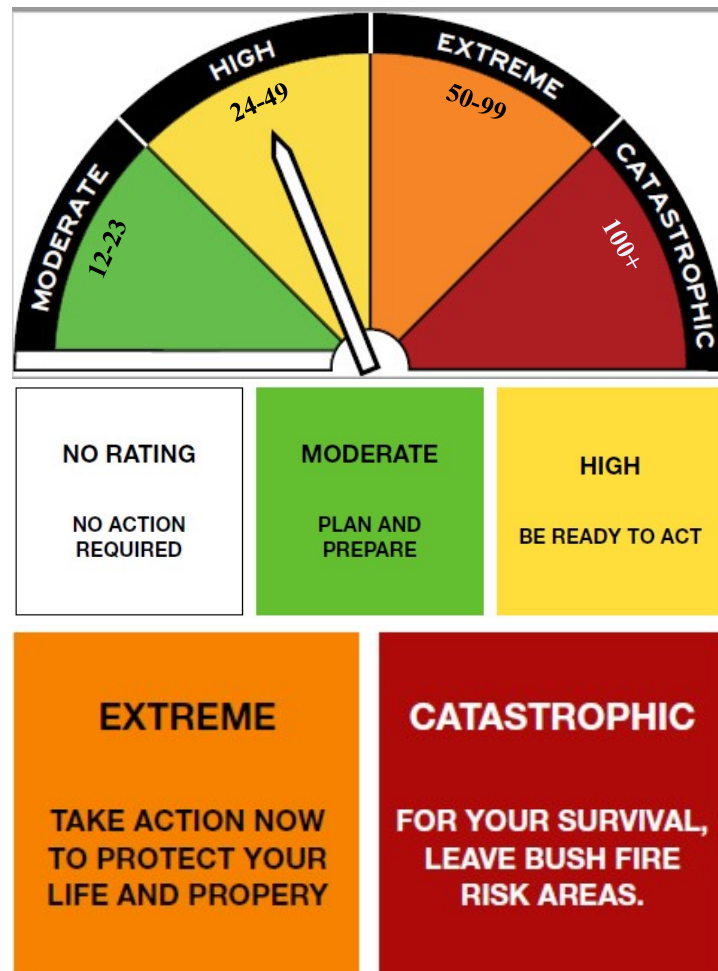 MODERATE
HIGH
EXTREME
CATASTROPHIC
12-23
24-49
50-99
100+
NO RATING
NO ACTION
REQUIRED
MODERATE
PLAN AND
PREPARE
HIGH
BE READY TO ACT
EXTREME
TAKE ACTION NOW
TO PROTECT YOUR
LIFE AND PROPERY
CATASTROPHIC
FOR YOUR SURVIVAL,
LEAVE BUSH FIRE
RISK AREAS.